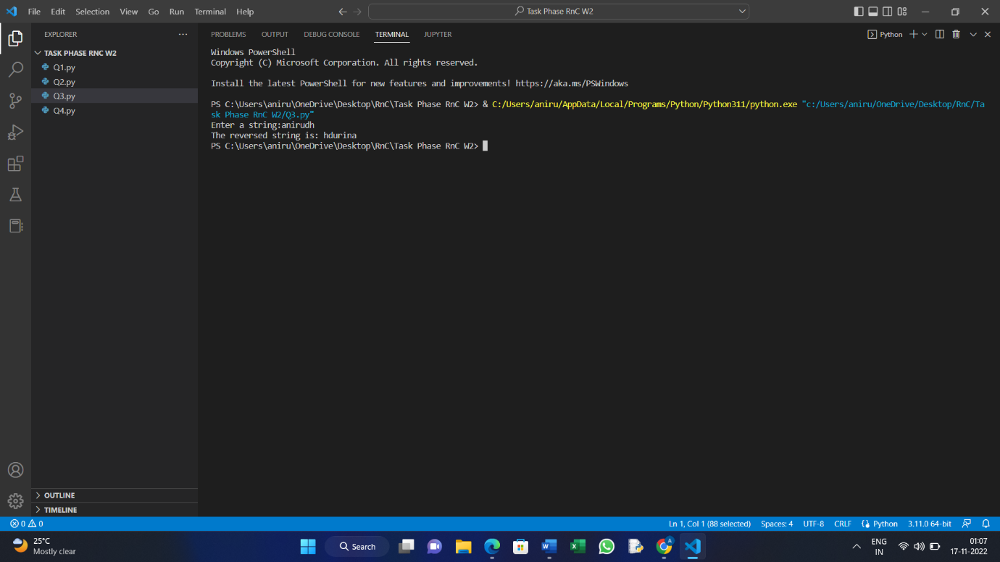 File Edit Selection View Go Run Terminal Help
Task Phase RnC W2
EXPLORER
TASK PHASE RNC W2
Q1.py
Q2.py
Q3.py
Q4.py
OUTLINE
TIMELINE
PROBLEMS OUTPUT DEBUG CONSOLE TERMINAL JUPYTER
Python
Windows PowerShell
Copyright (C) Microsoft Corporation. All rights reserved.
Install the latest PowerShell for new features and improvements! https://aka.ms/PSWindows
PS C:\Users\aniru\OneDrive\Desktop\RnC\Task Phase RnC W2> & C:/Users/aniru/AppData/Local/Programs/Python/Python311/python.exe "c:/Users/aniru/OneDrive/Desktop/RnC/Ta
sk Phase RnC W2/Q3.py"
Enter a string:anirudh
The reversed string is: hdurina
PS C:\Users\aniru\OneDrive\Desktop\RnC\Task Phase RnC W2>
0 0
Ln 1, Col 1 (88 selected) Spaces: 4 UTF-8 CRLF Python 3.11.0 64-bit
25°C
Mostly clear
Search
ENG
IN
01:07
17-11-2022